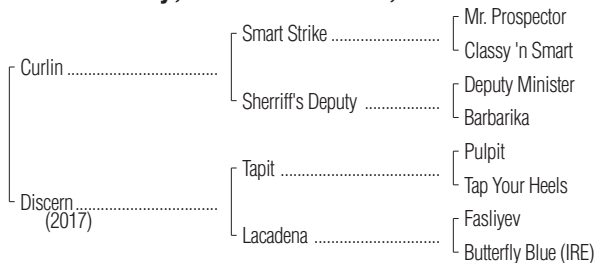 Mr. Prospector
Smart Strike
Classy 'n Smart
Curlin
Deputy Minister
Sherriff's Deputy
Barbarika
Pulpit
Tapit
Tap Your Heels
Discern
(2017)
Fasliyev
Lacadena
Butterfly Blue (IRE)